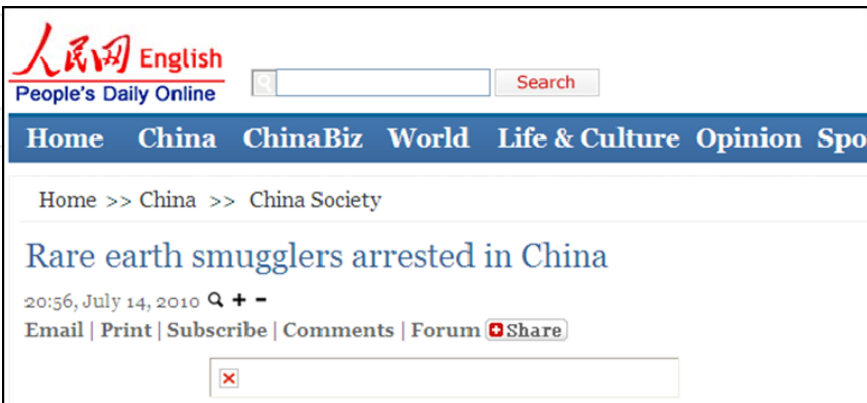 人民网 English
People's Daily Online
Search
Home China ChinaBiz World Life & Culture Opinion Spo
Home >> China >> China Society
Rare earth smugglers arrested in China
20:56, July 14, 2010 + -
Email | Print | Subscribe | Comments | Forum Share